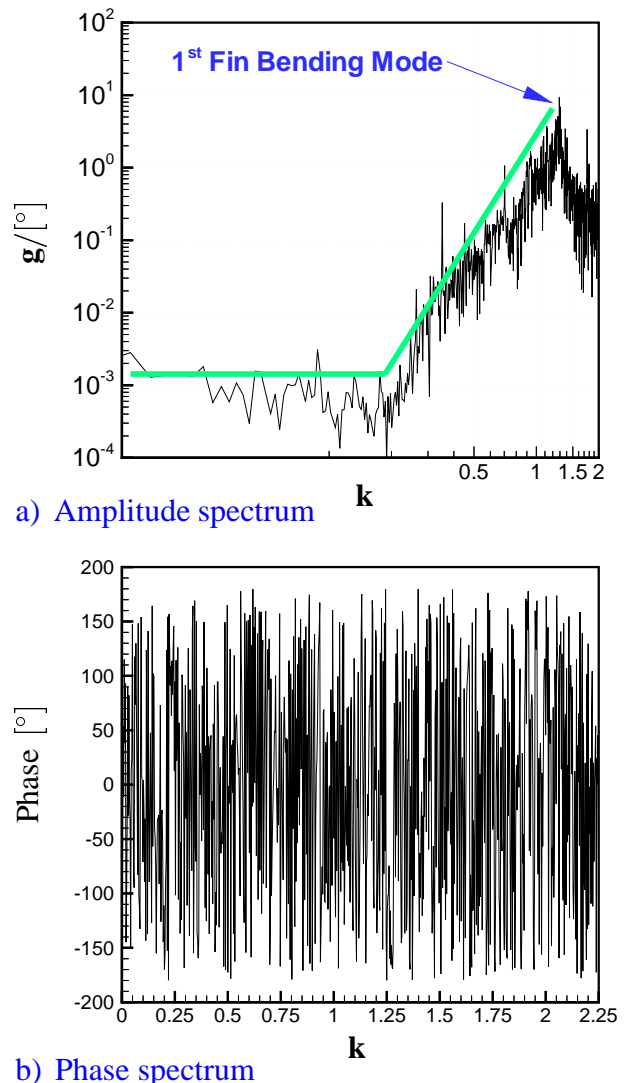 10²
1ˢᵗ Fin Bending Mode
10¹
10⁰
g/[°]
10⁻¹
10⁻²
10⁻³
10⁻⁴
0.5 1 1.5 2
k
a) Amplitude spectrum
200
150
100
50
Phase [°]
0
-50
-100
-150
-200
0 0.25 0.5 0.75 1 1.25 1.5 1.75 2 2.25
k
b) Phase spectrum